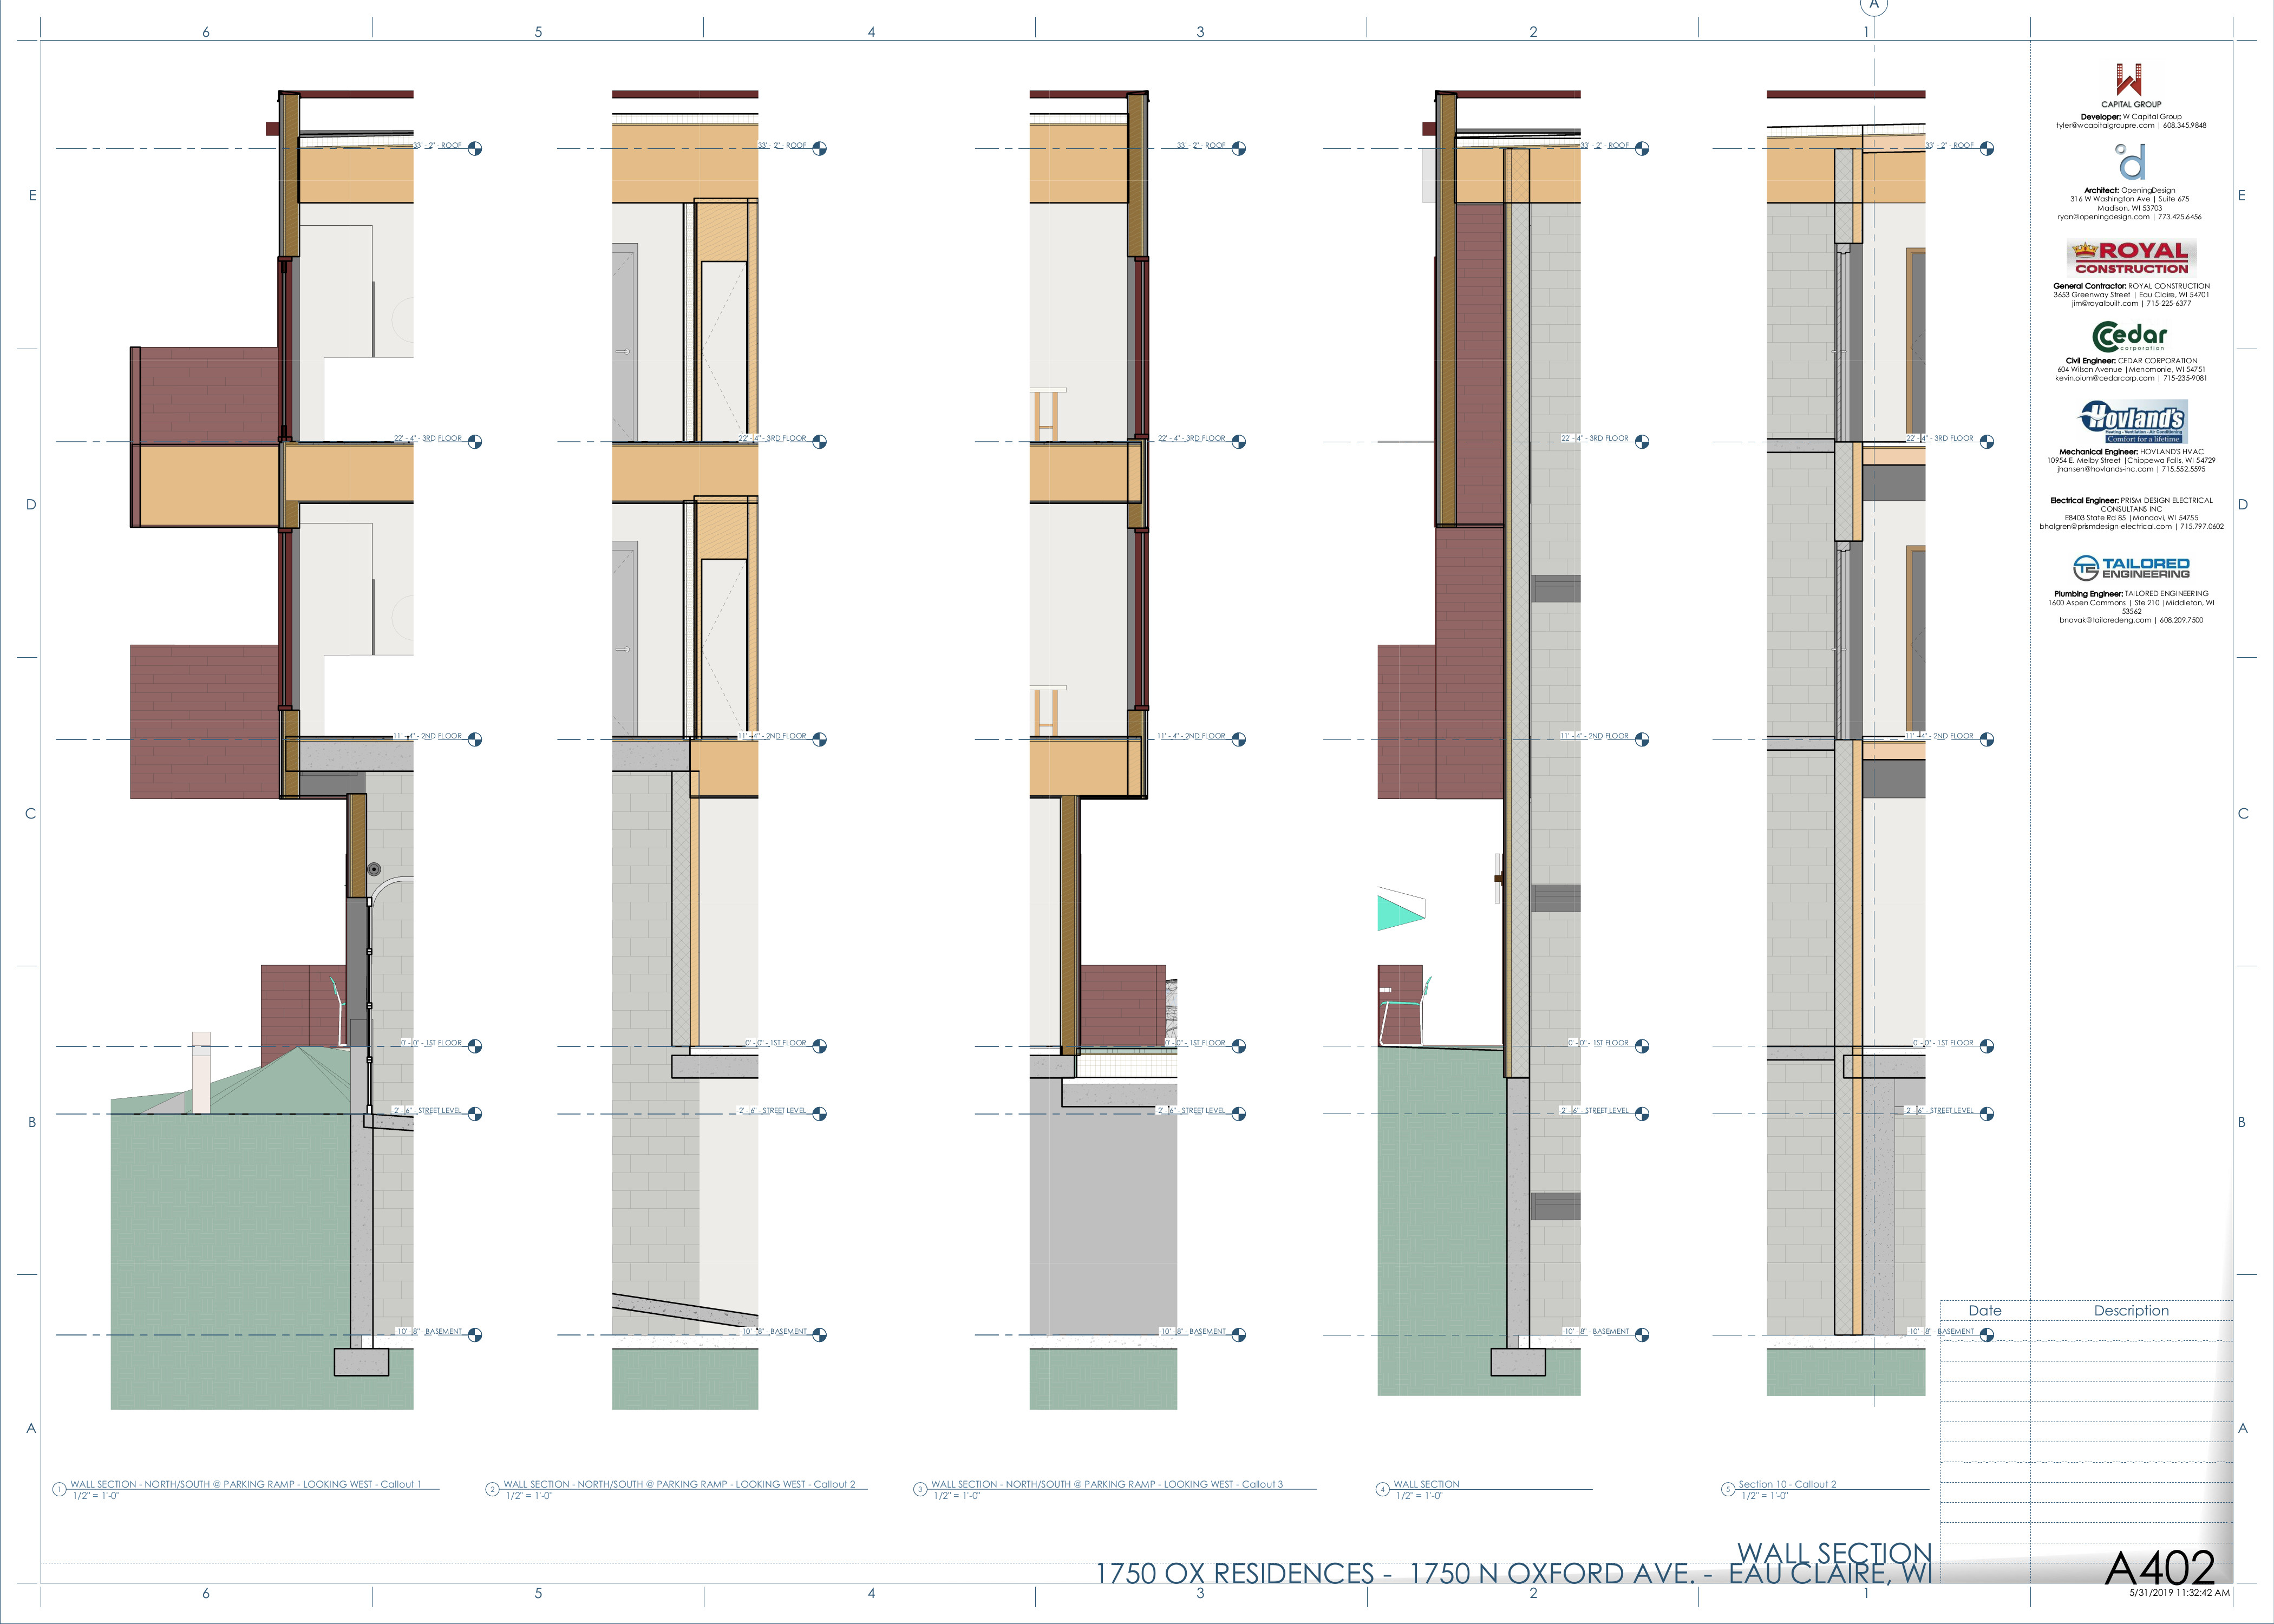 A
6 5 4 3 2 1
33' - 2" - ROOF
22' - 4" - 3RD FLOOR
11' - 4" - 2ND FLOOR
0' - 0" - 1ST FLOOR
-2' - 6" - STREET LEVEL
-10' - 8" - BASEMENT
33' - 2" - ROOF
22' - 4" - 3RD FLOOR
11' - 4" - 2ND FLOOR
0' - 0" - 1ST FLOOR
-2' - 6" - STREET LEVEL
-10' - 8" - BASEMENT
33' - 2" - ROOF
22' - 4" - 3RD FLOOR
11' - 4" - 2ND FLOOR
0' - 0" - 1ST FLOOR
-2' - 6" - STREET LEVEL
-10' - 8" - BASEMENT
33' - 2" - ROOF
22' - 4" - 3RD FLOOR
11' - 4" - 2ND FLOOR
0' - 0" - 1ST FLOOR
-2' - 6" - STREET LEVEL
-10' - 8" - BASEMENT
33' - 2" - ROOF
22' - 4" - 3RD FLOOR
11' - 4" - 2ND FLOOR
0' - 0" - 1ST FLOOR
-2' - 6" - STREET LEVEL
-10' - 8" - BASEMENT
E
D
C
B
A
E
D
C
B
A
W
CAPITAL GROUP
Developer: W Capital Group
tyler@wcapitalgroupre.com | 608.345.9848
d
Architect: OpeningDesign
316 W Washington Ave | Suite 675
Madison, WI 53703
ryan@openingdesign.com | 773.425.6456
ROYAL
CONSTRUCTION
General Contractor: ROYAL CONSTRUCTION
3653 Greenway Street | Eau Claire, WI 54701
jim@royalbuilt.com | 715-225-6377
Cedar
corporation
Civil Engineer: CEDAR CORPORATION
604 Wilson Avenue |Menomonie, WI 54751
kevin.oium@cedarcorp.com | 715-235-9081
Hovland's
Heating - Ventilation - Air Conditioning
Comfort for a lifetime.
Mechanical Engineer: HOVLAND'S HVAC
10954 E. Melby Street |Chippewa Falls, WI 54729
jhansen@hovlands-inc.com | 715.552.5595
Electrical Engineer: PRISM DESIGN ELECTRICAL
CONSULTANS INC
E8403 State Rd 85 |Mondovi, WI 54755
bhalgren@prismdesign-electrical.com | 715.797.0602
TE TAILORED
ENGINEERING
Plumbing Engineer: TAILORED ENGINEERING
1600 Aspen Commons | Ste 210 |Middleton, WI
53562
bnovak@tailoredeng.com | 608.209.7500
Date Description
1 WALL SECTION - NORTH/SOUTH @ PARKING RAMP - LOOKING WEST - Callout 1
1/2" = 1'-0"
2 WALL SECTION - NORTH/SOUTH @ PARKING RAMP - LOOKING WEST - Callout 2
1/2" = 1'-0"
3 WALL SECTION - NORTH/SOUTH @ PARKING RAMP - LOOKING WEST - Callout 3
1/2" = 1'-0"
4 WALL SECTION
1/2" = 1'-0"
5 Section 10 - Callout 2
1/2" = 1'-0"
WALL SECTION
1750 OX RESIDENCES - 1750 N OXFORD AVE. - EAU CLAIRE, WI
A402
5/31/2019 11:32:42 AM
6 5 4 3 2 1